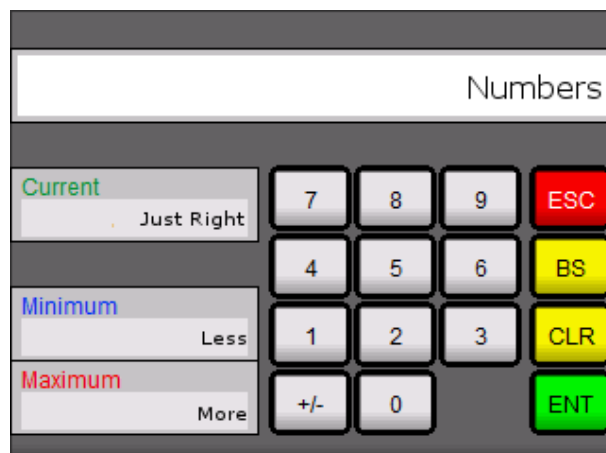 Numbers
Current
Just Right
7 8 9 ESC
4 5 6 BS
Minimum
Less
1 2 3 CLR
Maximum
More
+/- 0 ENT